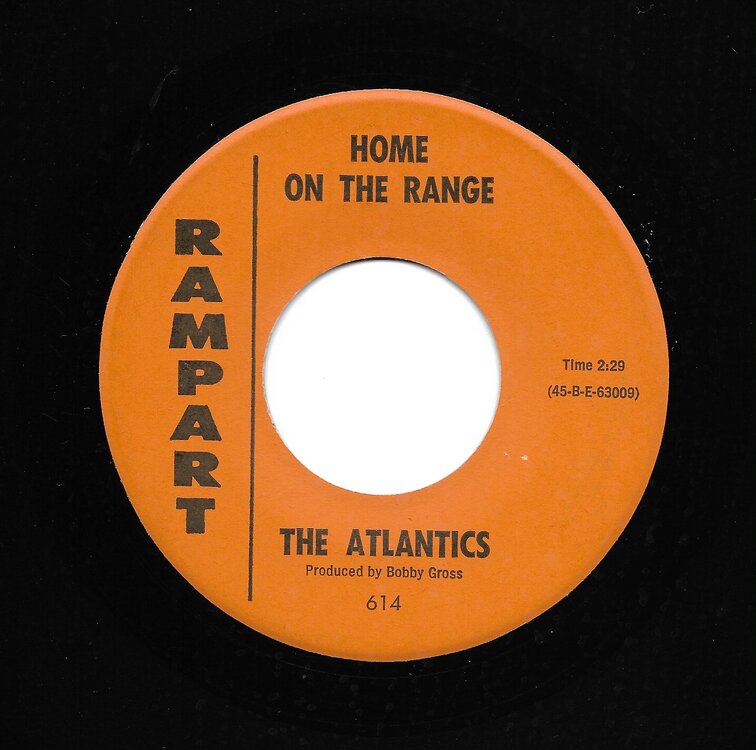 HOME
ON THE RANGE
RAMPART
Time 2:29
(45-B-E-63009)
THE ATLANTICS
Produced by Bobby Gross
614